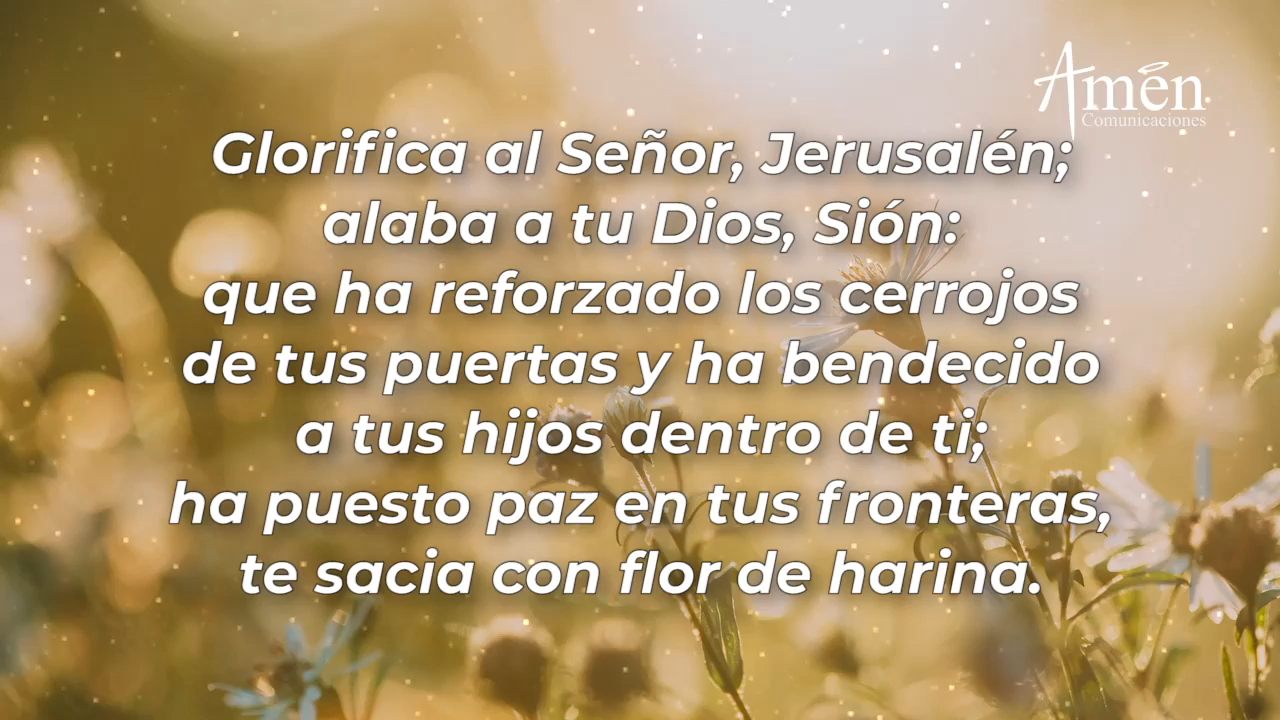 Amén
Comunicaciones
Glorifica al Señor, Jerusalén;
alaba a tu Dios, Sión:
que ha reforzado los cerrojos
de tus puertas y ha bendecido
a tus hijos dentro de ti;
ha puesto paz en tus fronteras,
te sacia con flor de harina.